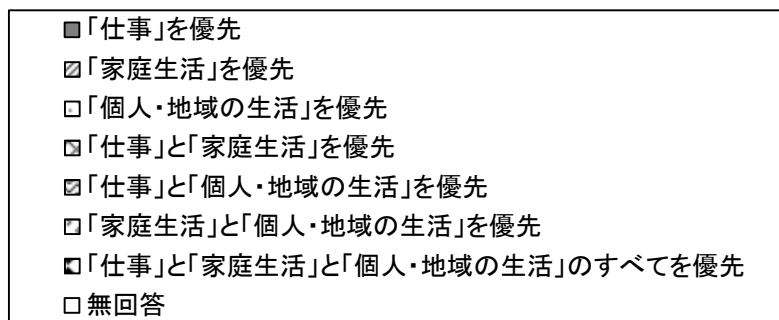 「仕事」を優先
「家庭生活」を優先
「個人・地域の生活」を優先
「仕事」と「家庭生活」を優先
「仕事」と「個人・地域の生活」を優先
「家庭生活」と「個人・地域の生活」を優先
「仕事」と「家庭生活」と「個人・地域の生活」のすべてを優先
無回答